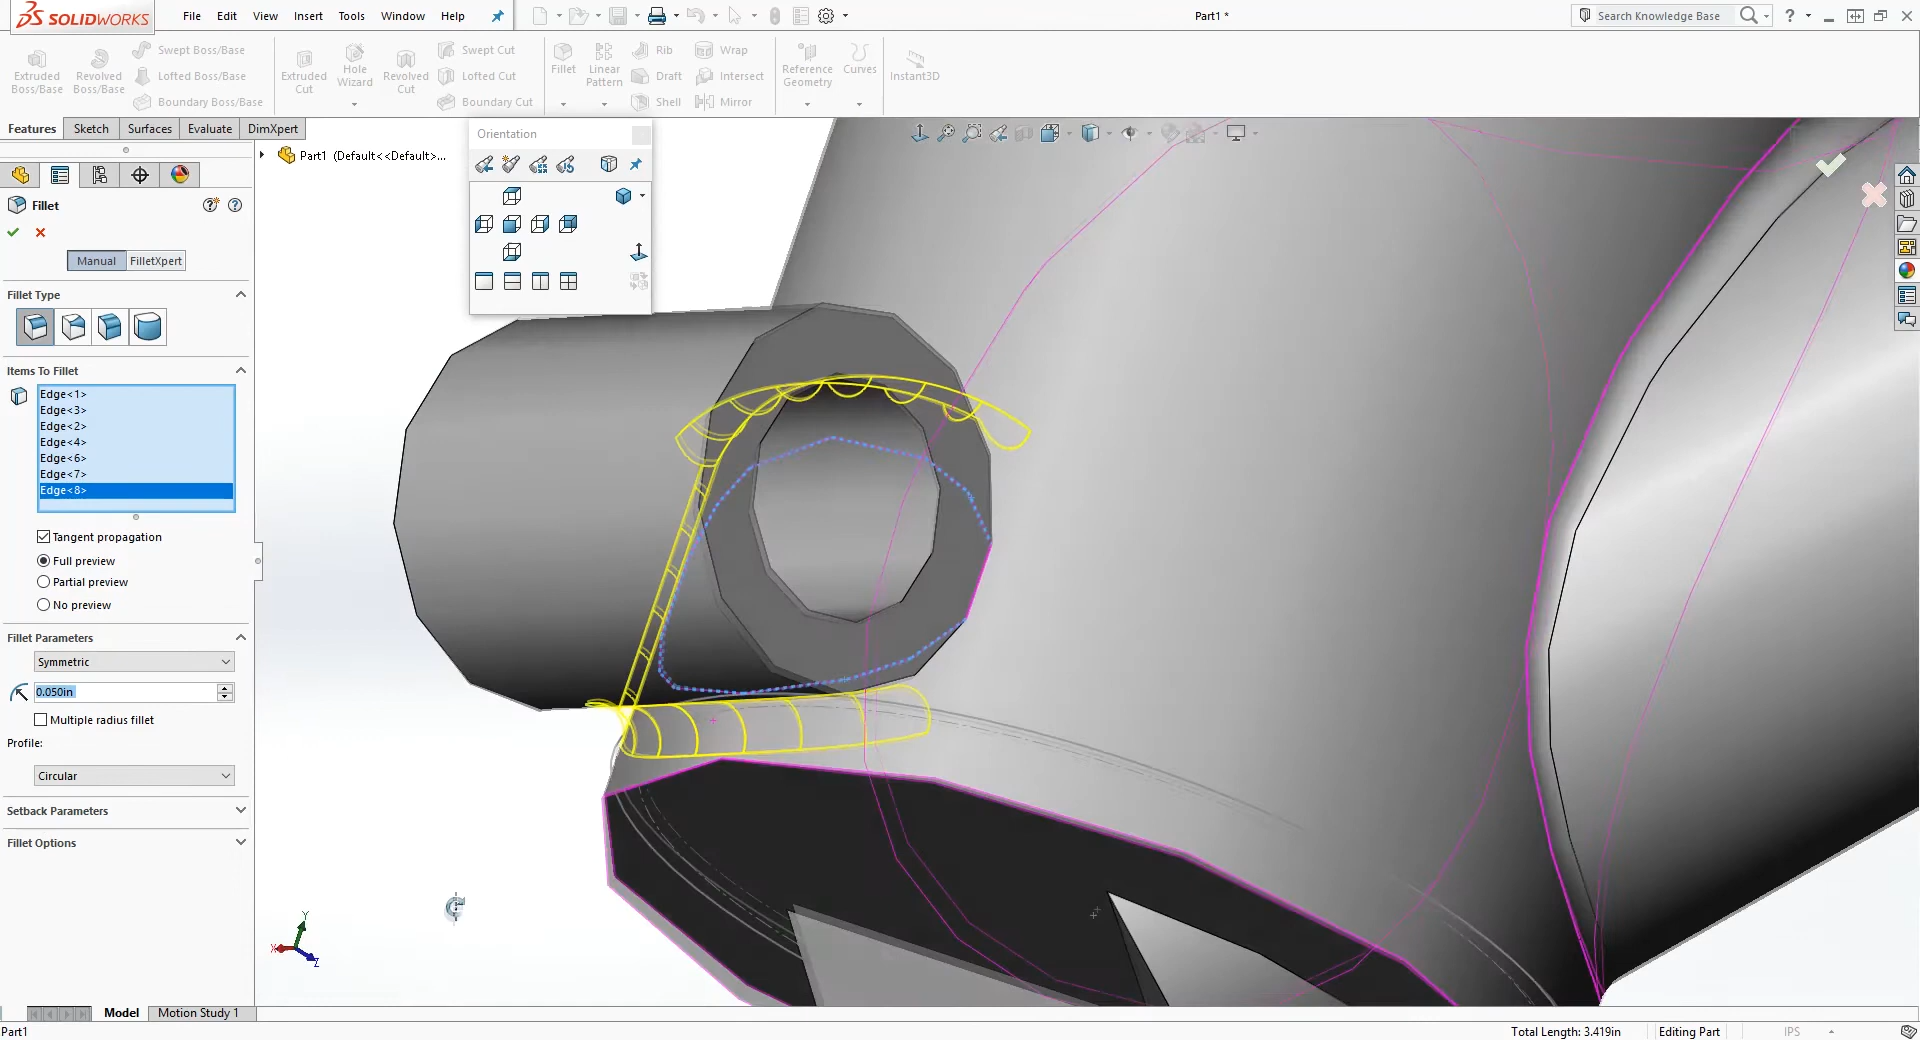 SOLIDWORKS
File Edit View Insert Tools Window Help
Part1 *
Search Knowledge Base
Extruded Boss/Base
Revolved Boss/Base
Swept Boss/Base
Lofted Boss/Base
Boundary Boss/Base
Extruded Cut
Hole Wizard
Revolved Cut
Swept Cut
Lofted Cut
Boundary Cut
Fillet
Linear Pattern
Rib
Draft
Shell
Wrap
Intersect
Mirror
Reference Geometry
Curves
Instant3D
Features Sketch Surfaces Evaluate DimXpert
Orientation
Part1 (Default<<Default>...
Fillet
Manual FilletXpert
Fillet Type
Items To Fillet
Edge<1>
Edge<3>
Edge<2>
Edge<4>
Edge<6>
Edge<7>
Edge<8>
Tangent propagation
Full preview
Partial preview
No preview
Fillet Parameters
Symmetric
0.050in
Multiple radius fillet
Profile:
Circular
Setback Parameters
Fillet Options
Y
X
Z
Model Motion Study 1
Part1
Total Length: 3.419in Editing Part IPS